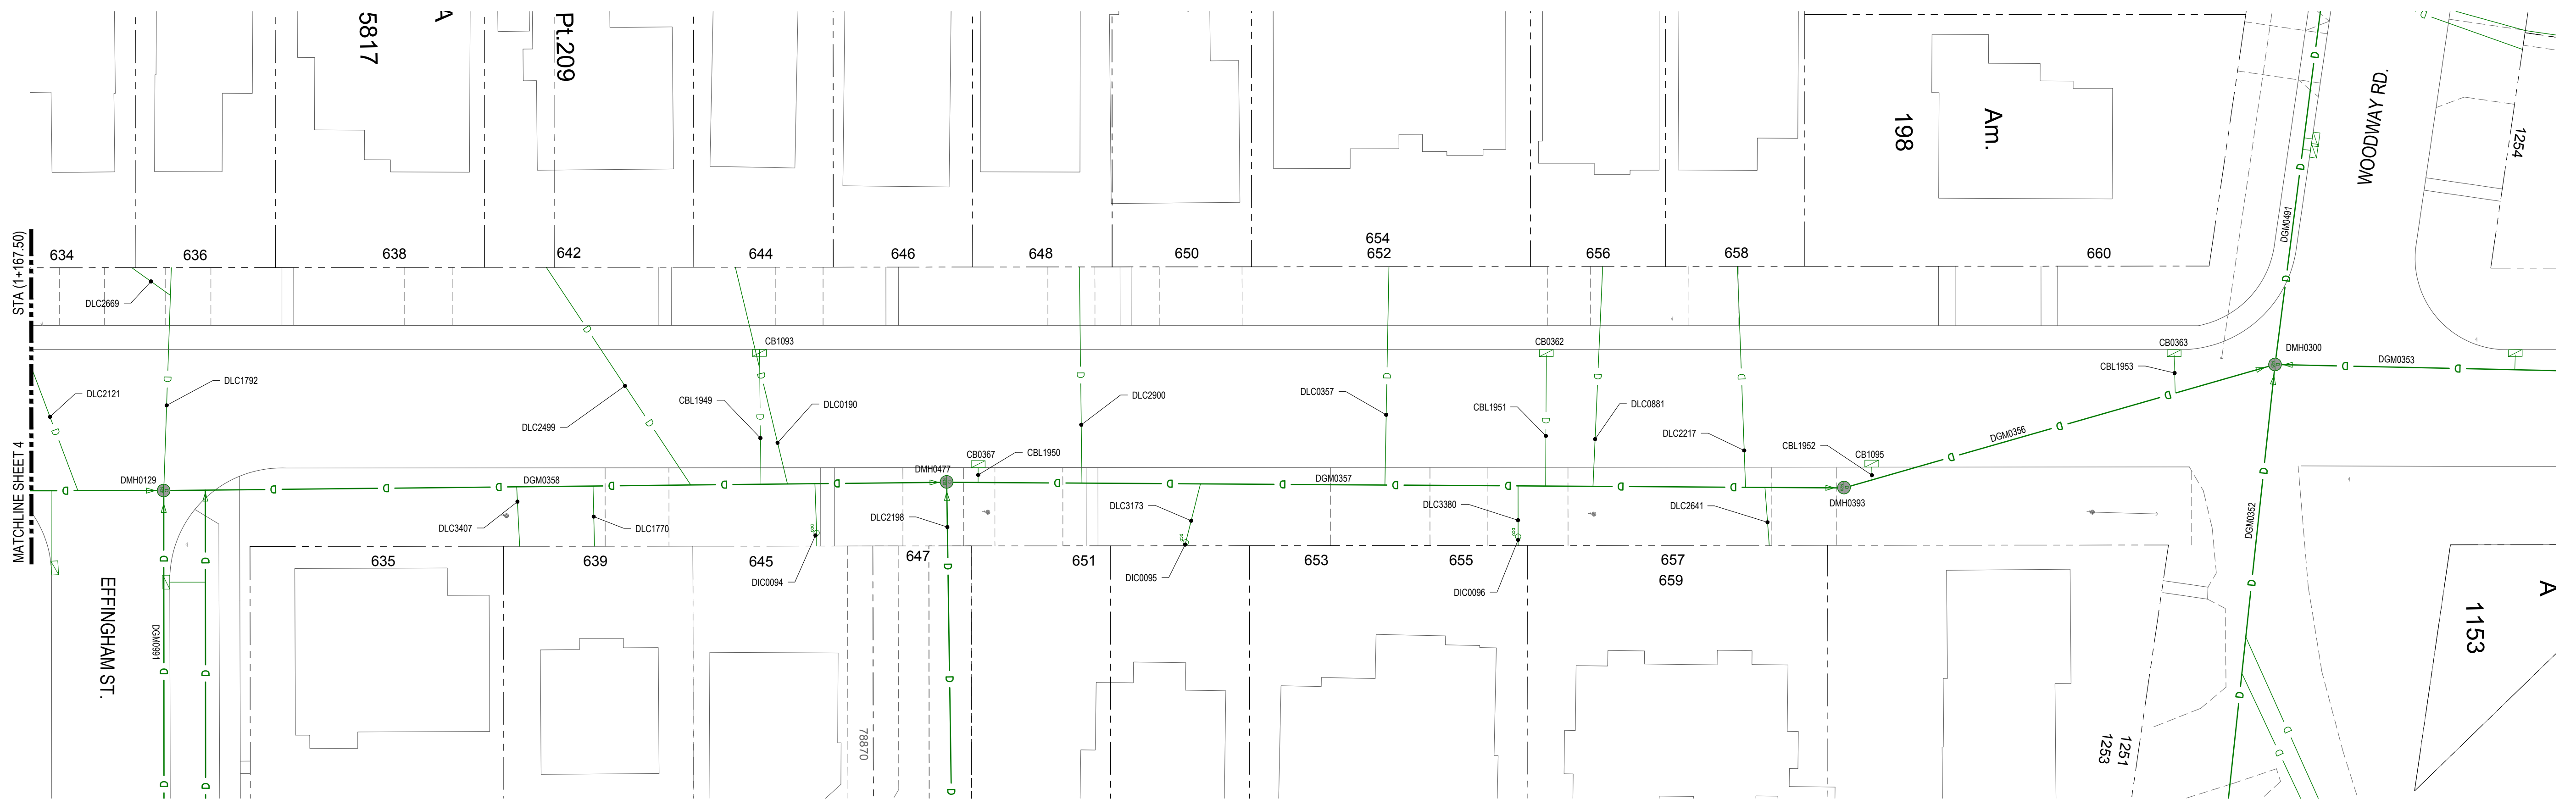 5817
A
Pt.209
198
Am.
WOODWAY RD.
1254
DGM0491
STA (1+167.50)
MATCHLINE SHEET 4
634
636
638
642
644
646
648
650
654
652
656
658
660
DLC2669
DLC2121
DLC1792
DLC2499
CB1093
CBL1949
DLC0190
DLC2900
DLC0357
CB0362
CBL1951
DLC0881
DLC2217
CB0363
CBL1953
DMH0300
DGM0353
DGM0356
CBL1952
CB1095
DMH0393
DMH0129
DGM0358
DMH0477
CB0367
CBL1950
DGM0357
DLC3407
DLC1770
DLC2198
DLC3173
DLC3380
DLC2641
DGM0352
635
639
645
647
651
653
655
657
659
DIC0094
DIC0095
DIC0096
EFFINGHAM ST.
DGM0991
78870
1251
1253
1153
A